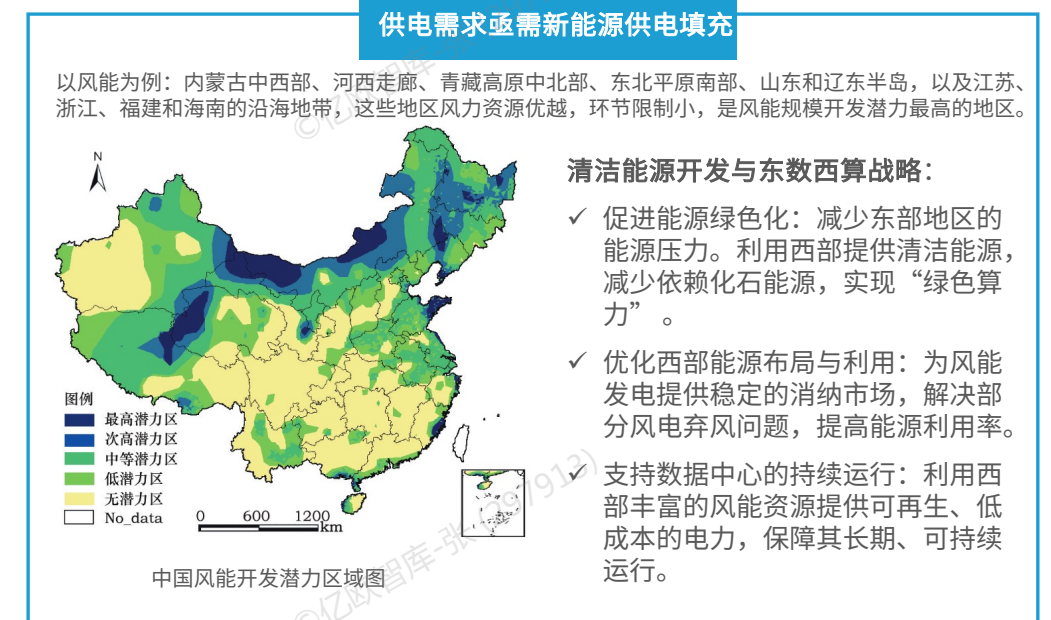 供电需求亟需新能源供电填充
以风能为例：内蒙古中西部、河西走廊、青藏高原中北部、东北平原南部、山东和辽东半岛，以及江苏、
浙江、福建和海南的沿海地带，这些地区风力资源优越，环节限制小，是风能规模开发潜力最高的地区。
N
图例
最高潜力区
次高潜力区
中等潜力区
低潜力区
无潜力区
No_data
0 600 1200
km
中国风能开发潜力区域图
清洁能源开发与东数西算战略：
✓ 促进能源绿色化：减少东部地区的
能源压力。利用西部提供清洁能源，
减少依赖化石能源，实现“绿色算
力”。
✓ 优化西部能源布局与利用：为风能
发电提供稳定的消纳市场，解决部
分风电弃风问题，提高能源利用率。
✓ 支持数据中心的持续运行：利用西
部丰富的风能资源提供可再生、低
成本的电力，保障其长期、可持续
运行。
©亿欧智库-张
©亿欧智库-张(297912)